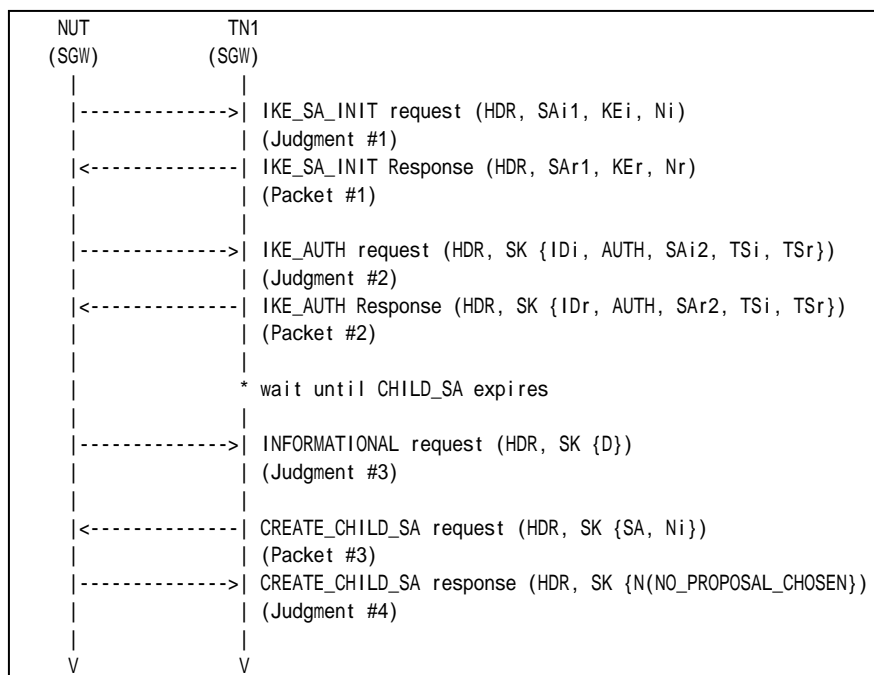 NUT TN1
(SGW) (SGW)
| |
|-------------->| IKE_SA_INIT request (HDR, SAi1, KEi, Ni)
| | (Judgment #1)
|<--------------| IKE_SA_INIT Response (HDR, SAr1, KEr, Nr)
| | (Packet #1)
| |
|-------------->| IKE_AUTH request (HDR, SK {IDi, AUTH, SAi2, TSi, TSr})
| | (Judgment #2)
|<--------------| IKE_AUTH Response (HDR, SK {IDr, AUTH, SAr2, TSi, TSr})
| | (Packet #2)
| |
| * wait until CHILD_SA expires
| |
|-------------->| INFORMATIONAL request (HDR, SK {D})
| | (Judgment #3)
| |
|<--------------| CREATE_CHILD_SA request (HDR, SK {SA, Ni})
| | (Packet #3)
|-------------->| CREATE_CHILD_SA response (HDR, SK {N(NO_PROPOSAL_CHOSEN})
| | (Judgment #4)
| |
V V